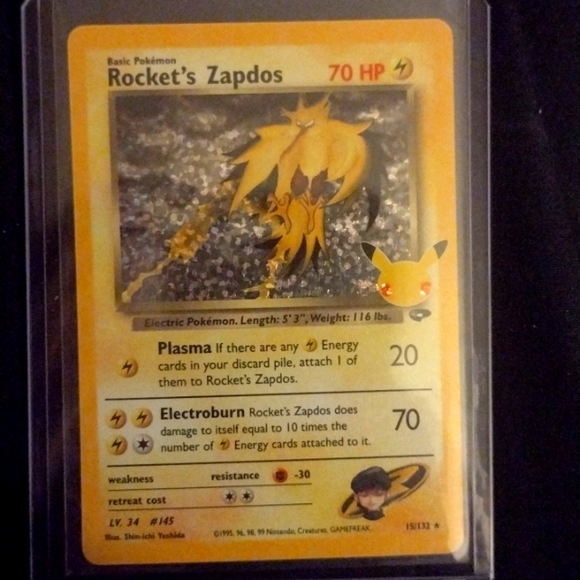 Basic Pokémon
Rocket's Zapdos 70 HP
Electric Pokémon. Length: 5' 3", Weight: 116 lbs.
Plasma If there are any Energy
cards in your discard pile, attach 1 of
them to Rocket's Zapdos.
20
Electroburn Rocket's Zapdos does
damage to itself equal to 10 times the
number of Energy cards attached to it.
70
weakness resistance -30
retreat cost
LV. 34 #145
Illus. Shin-ichi Yoshida
©1995, 96, 98, 99 Nintendo, Creatures, GAMEFREAK.
15/132 ★